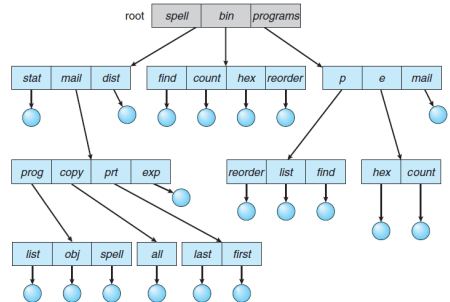 root spell bin programs
stat mail dist find count hex reorder p e mail
prog copy prt exp reorder list find hex count
list obj spell all last first